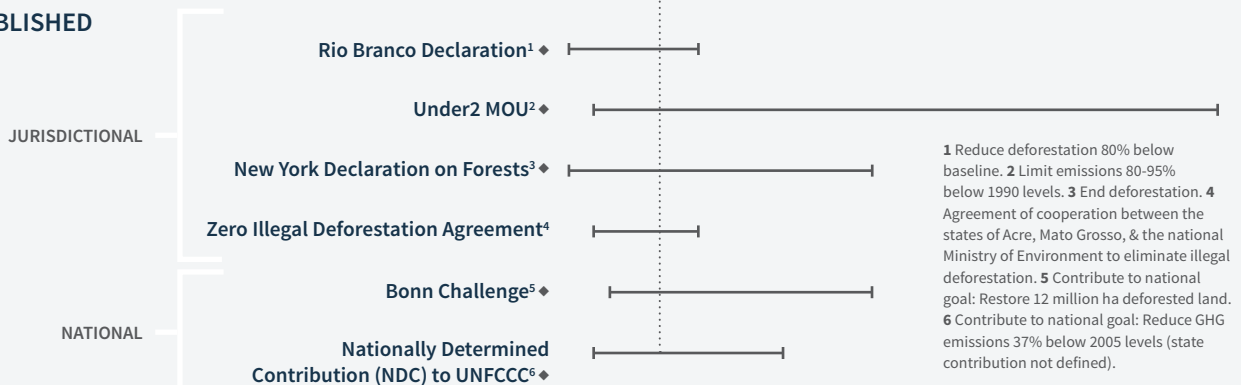 BLISHED
JURISDICTIONAL
Rio Branco Declaration¹ ◆
Under2 MOU² ◆
New York Declaration on Forests³ ◆
Zero Illegal Deforestation Agreement⁴
NATIONAL
Bonn Challenge⁵ ◆
Nationally Determined
Contribution (NDC) to UNFCCC⁶ ◆
1 Reduce deforestation 80% below
baseline. 2 Limit emissions 80-95%
below 1990 levels. 3 End deforestation. 4
Agreement of cooperation between the
states of Acre, Mato Grosso, & the national
Ministry of Environment to eliminate illegal
deforestation. 5 Contribute to national
goal: Restore 12 million ha deforested land.
6 Contribute to national goal: Reduce GHG
emissions 37% below 2005 levels (state
contribution not defined).